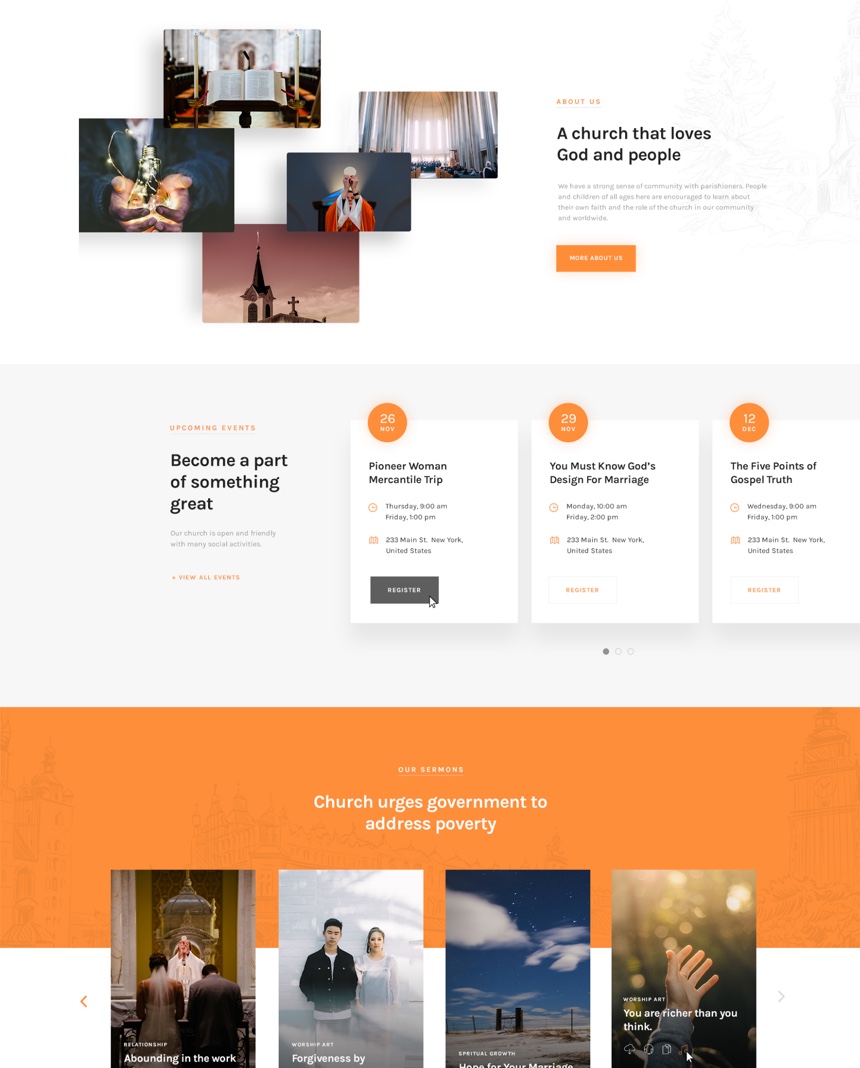 ABOUT US
A church that loves
God and people
We have a strong sense of community with parishioners. People
and children of all ages here are encouraged to learn about
their own faith and the role of the church in our community
and worldwide.
MORE ABOUT US
UPCOMING EVENTS
Become a part
of something
great
Our church is open and friendly
with many social activities.
+ VIEW ALL EVENTS
26
NOV
Pioneer Woman
Mercantile Trip
Thursday, 9:00 am
Friday, 1:00 pm
233 Main St. New York,
United States
REGISTER
29
NOV
You Must Know God's
Design For Marriage
Monday, 10:00 am
Friday, 2:00 pm
233 Main St. New York,
United States
REGISTER
12
DEC
The Five Points of
Gospel Truth
Wednesday, 9:00 am
Friday, 1:00 pm
233 Main St. New York,
United States
REGISTER
OUR SERMONS
Church urges government to
address poverty
RELATIONSHIP
Abounding in the work
WORSHIP ART
Forgiveness by
SPRITUAL GROWTH
Hope for Your Marriage
WORSHIP ART
You are richer than you
think.